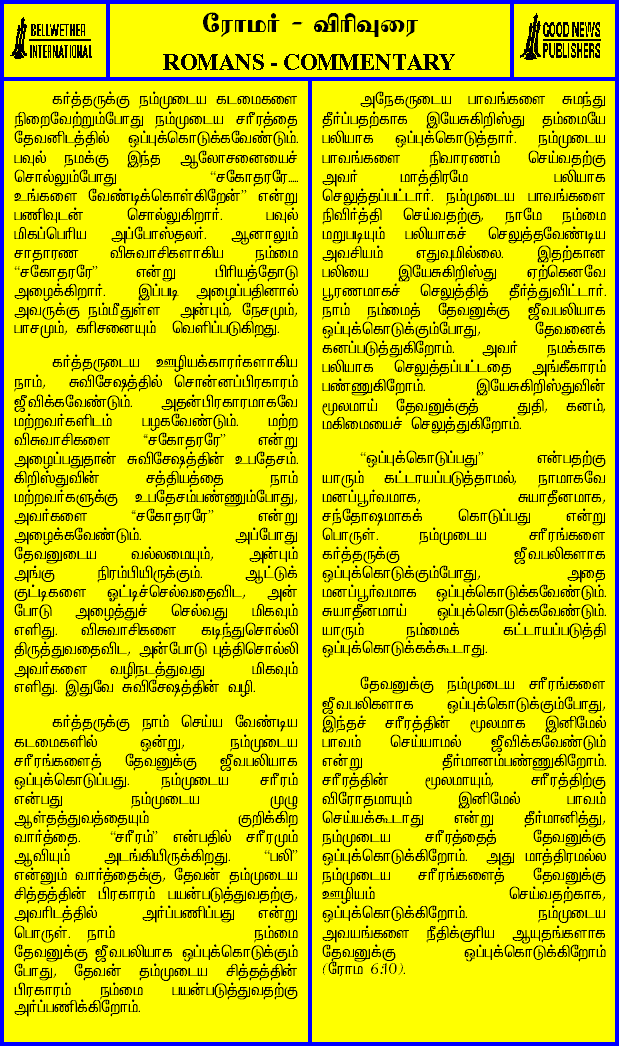 BELLWETHER
INTERNATIONAL
ரோமர் - விரிவுரை
ROMANS - COMMENTARY
GOOD NEWS
PUBLISHERS
கர்த்தருக்கு நம்முடைய கடமைகளை
நிறைவேற்றும்போது நம்முடைய சரீரத்தை
தேவனிடத்தில் ஒப்புக்கொடுக்கவேண்டும்.
பவுல் நமக்கு இந்த ஆலோசனையைச்
சொல்லும்போது "சகோதரரே.....
உங்களை வேண்டிக்கொள்கிறேன்" என்று
பணிவுடன் சொல்லுகிறார். பவுல்
மிகப்பெரிய அப்போஸ்தலர். ஆனாலும்
சாதாரண விசுவாசிகளாகிய நம்மை
"சகோதரரே" என்று பிரியத்தோடு
அழைக்கிறார். இப்படி அழைப்பதினால்
அவருக்கு நம்மீதுள்ள அன்பும், நேசமும்,
பாசமும், கரிசனையும் வெளிப்படுகிறது.
கர்த்தருடைய ஊழியக்காரர்களாகிய
நாம், சுவிசேஷத்தில் சொன்னப்பிரகாரம்
ஜீவிக்கவேண்டும். அதன்பிரகாரமாகவே
மற்றவர்களிடம் பழகவேண்டும். மற்ற
விசுவாசிகளை "சகோதரரே" என்று
அழைப்பதுதான் சுவிசேஷத்தின் உபதேசம்.
கிறிஸ்துவின் சத்தியத்தை நாம்
மற்றவர்களுக்கு உபதேசம்பண்ணும்போது,
அவர்களை "சகோதரரே" என்று
அழைக்கவேண்டும். அப்போது
தேவனுடைய வல்லமையும், அன்பும்
அங்கு நிரம்பியிருக்கும். ஆட்டுக்
குட்டிகளை ஓட்டிச்செல்வதைவிட, அன்
போடு அழைத்துச் செல்வது மிகவும்
எளிது. விசுவாசிகளை கடிந்துசொல்லி
திருத்துவதைவிட, அன்போடு புத்திசொல்லி
அவர்களை வழிநடத்துவது மிகவும்
எளிது. இதுவே சுவிசேஷத்தின் வழி.
கர்த்தருக்கு நாம் செய்ய வேண்டிய
கடமைகளில் ஒன்று, நம்முடைய
சரீரங்களைத் தேவனுக்கு ஜீவபலியாக
ஒப்புக்கொடுப்பது. நம்முடைய சரீரம்
என்பது நம்முடைய முழு
ஆள்தத்துவத்தையும் குறிக்கிற
வார்த்தை. "சரீரம்" என்பதில் சரீரமும்
ஆவியும் அடங்கியிருக்கிறது. "பலி"
என்னும் வார்த்தைக்கு, தேவன் தம்முடைய
சித்தத்தின் பிரகாரம் பயன்படுத்துவதற்கு,
அவரிடத்தில் அர்ப்பணிப்பது என்று
பொருள். நாம் நம்மை
தேவனுக்கு ஜீவபலியாக ஒப்புக்கொடுக்கும்
போது, தேவன் தம்முடைய சித்தத்தின்
பிரகாரம் நம்மை பயன்படுத்துவதற்கு
அர்ப்பணிக்கிறோம்.
அநேகருடைய பாவங்களை சுமந்து
தீர்ப்பதற்காக இயேசுகிறிஸ்து தம்மையே
பலியாக ஒப்புக்கொடுத்தார். நம்முடைய
பாவங்களை நிவாரணம் செய்வதற்கு
அவர் மாத்திரமே பலியாக
செலுத்தப்பட்டார். நம்முடைய பாவங்களை
நிவிர்த்தி செய்வதற்கு, நாமே நம்மை
மறுபடியும் பலியாகச் செலுத்தவேண்டிய
அவசியம் எதுவுமில்லை. இதற்கான
பலியை இயேசுகிறிஸ்து ஏற்கெனவே
பூரணமாகச் செலுத்தித் தீர்த்துவிட்டார்.
நாம் நம்மைத் தேவனுக்கு ஜீவபலியாக
ஒப்புக்கொடுக்கும்போது, தேவனைக்
கனப்படுத்துகிறோம். அவர் நமக்காக
பலியாக செலுத்தப்பட்டதை அங்கீகாரம்
பண்ணுகிறோம். இயேசுகிறிஸ்துவின்
மூலமாய் தேவனுக்குத் துதி, கனம்,
மகிமையைச் செலுத்துகிறோம்.
"ஒப்புக்கொடுப்பது" என்பதற்கு
யாரும் கட்டாயப்படுத்தாமல், நாமாகவே
மனப்பூர்வமாக, சுயாதீனமாக,
சந்தோஷமாகக் கொடுப்பது என்று
பொருள். நம்முடைய சரீரங்களை
கர்த்தருக்கு ஜீவபலிகளாக
ஒப்புக்கொடுக்கும்போது, அதை
மனப்பூர்வமாக ஒப்புக்கொடுக்கவேண்டும்.
சுயாதீனமாய் ஒப்புக்கொடுக்கவேண்டும்.
யாரும் நம்மைக் கட்டாயப்படுத்தி
ஒப்புக்கொடுக்கக்கூடாது.
தேவனுக்கு நம்முடைய சரீரங்களை
ஜீவபலிகளாக ஒப்புக்கொடுக்கும்போது,
இந்தச் சரீரத்தின் மூலமாக இனிமேல்
பாவம் செய்யாமல் ஜீவிக்கவேண்டும்
என்று தீர்மானம்பண்ணுகிறோம்.
சரீரத்தின் மூலமாயும், சரீரத்திற்கு
விரோதமாயும் இனிமேல் பாவம்
செய்யக்கூடாது என்று தீர்மானித்து,
நம்முடைய சரீரத்தைத் தேவனுக்கு
ஒப்புக்கொடுக்கிறோம். அது மாத்திரமல்ல
நம்முடைய சரீரங்களைத் தேவனுக்கு
ஊழியம் செய்வதற்காக,
ஒப்புக்கொடுக்கிறோம். நம்முடைய
அவயங்களை நீதிக்குரிய ஆயுதங்களாக
தேவனுக்கு ஒப்புக்கொடுக்கிறோம்
(ரோம 6:10).